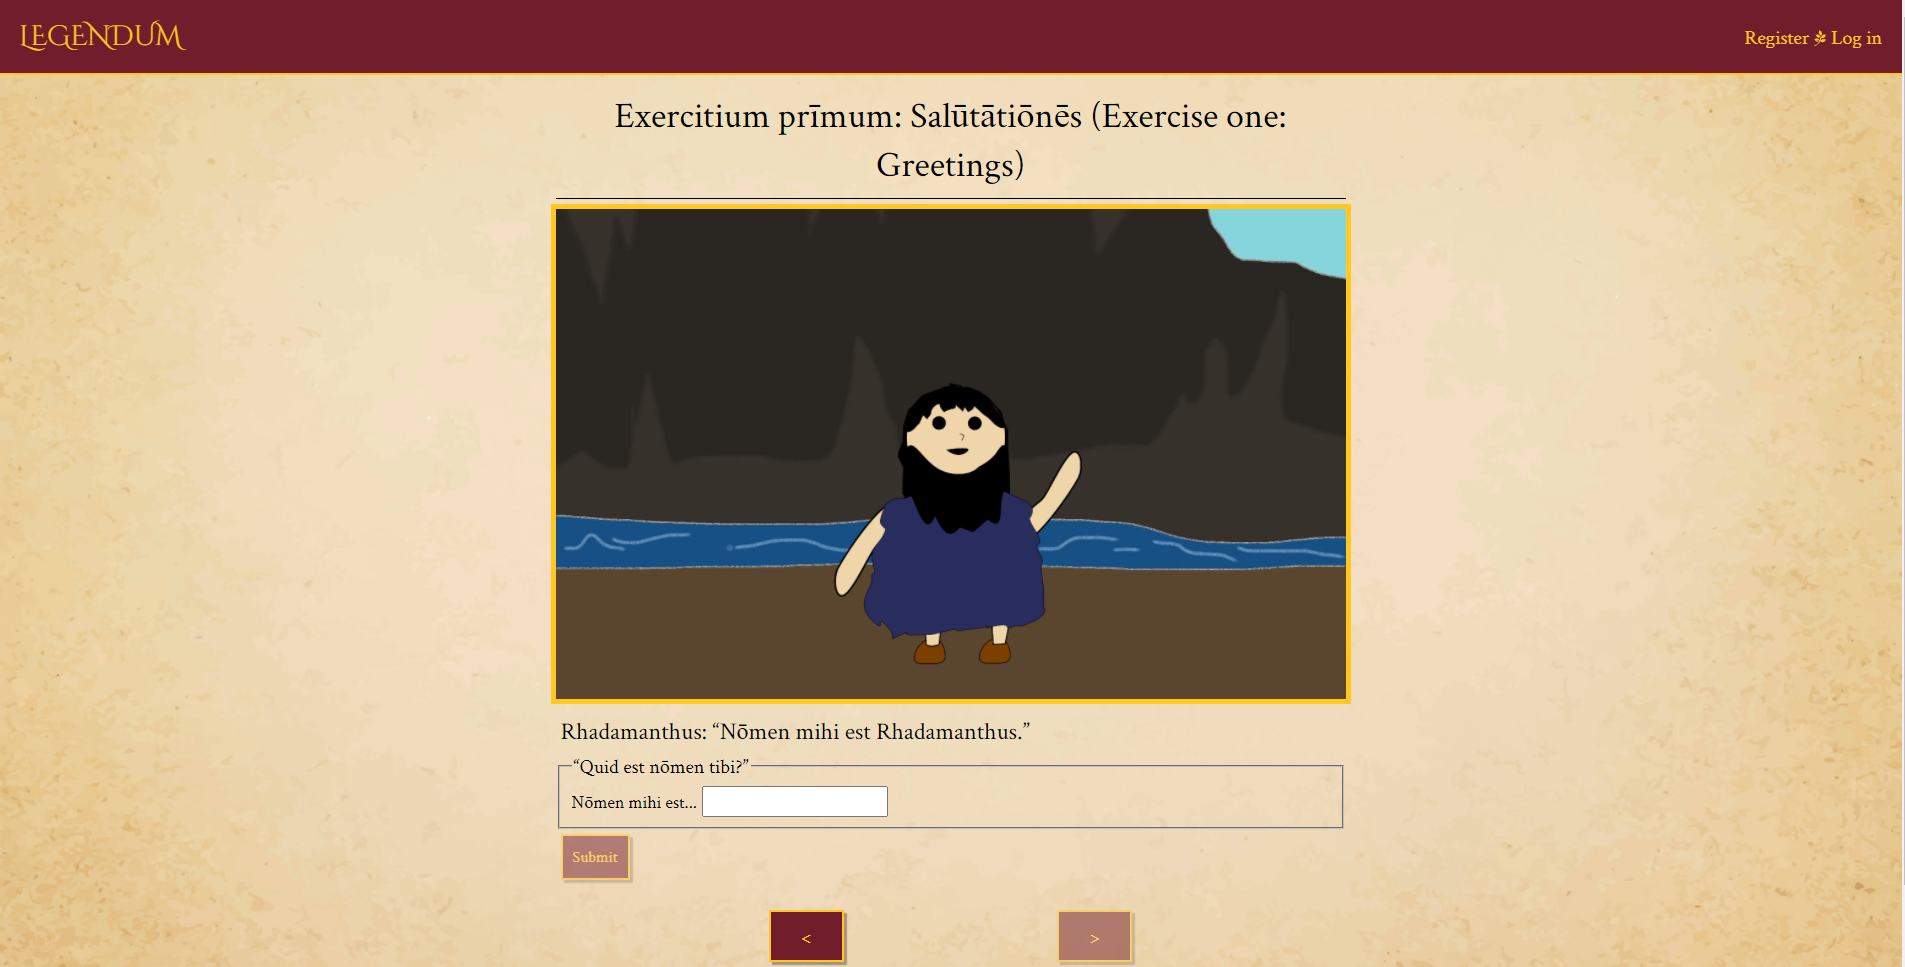 LEGENDUM
Register Log in
Exercitium prīmum: Salūtātiōnēs (Exercise one:
Greetings)
Rhadamanthus: “Nōmen mihi est Rhadamanthus.”
“Quid est nōmen tibi?”
Nōmen mihi est...
Submit
< >